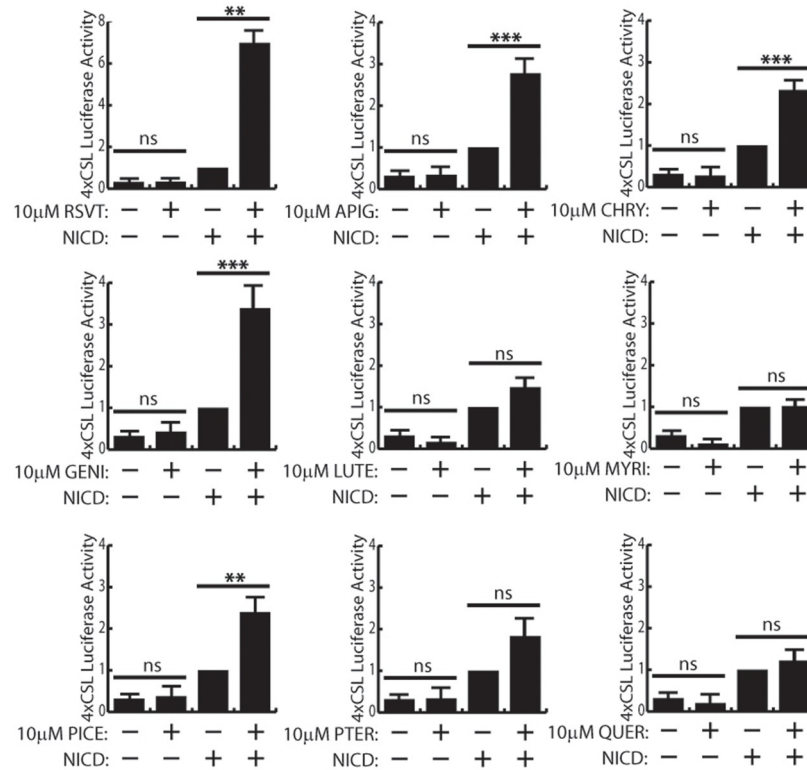 4xCSL Luciferase Activity
8
6
4
2
0
ns
**
10μM RSVT: − + − +
NICD: − − + +
4xCSL Luciferase Activity
4
3
2
1
0
ns
***
10μM APIG: − + − +
NICD: − − + +
4xCSL Luciferase Activity
4
3
2
1
0
ns
***
10μM CHRY: − + − +
NICD: − − + +
4xCSL Luciferase Activity
4
3
2
1
0
ns
***
10μM GENI: − + − +
NICD: − − + +
4xCSL Luciferase Activity
4
3
2
1
0
ns
ns
10μM LUTE: − + − +
NICD: − − + +
4xCSL Luciferase Activity
4
3
2
1
0
ns
ns
10μM MYRI: − + − +
NICD: − − + +
4xCSL Luciferase Activity
4
3
2
1
0
ns
**
10μM PICE: − + − +
NICD: − − + +
4xCSL Luciferase Activity
4
3
2
1
0
ns
ns
10μM PTER: − + − +
NICD: − − + +
4xCSL Luciferase Activity
4
3
2
1
0
ns
ns
10μM QUER: − + − +
NICD: − − + +